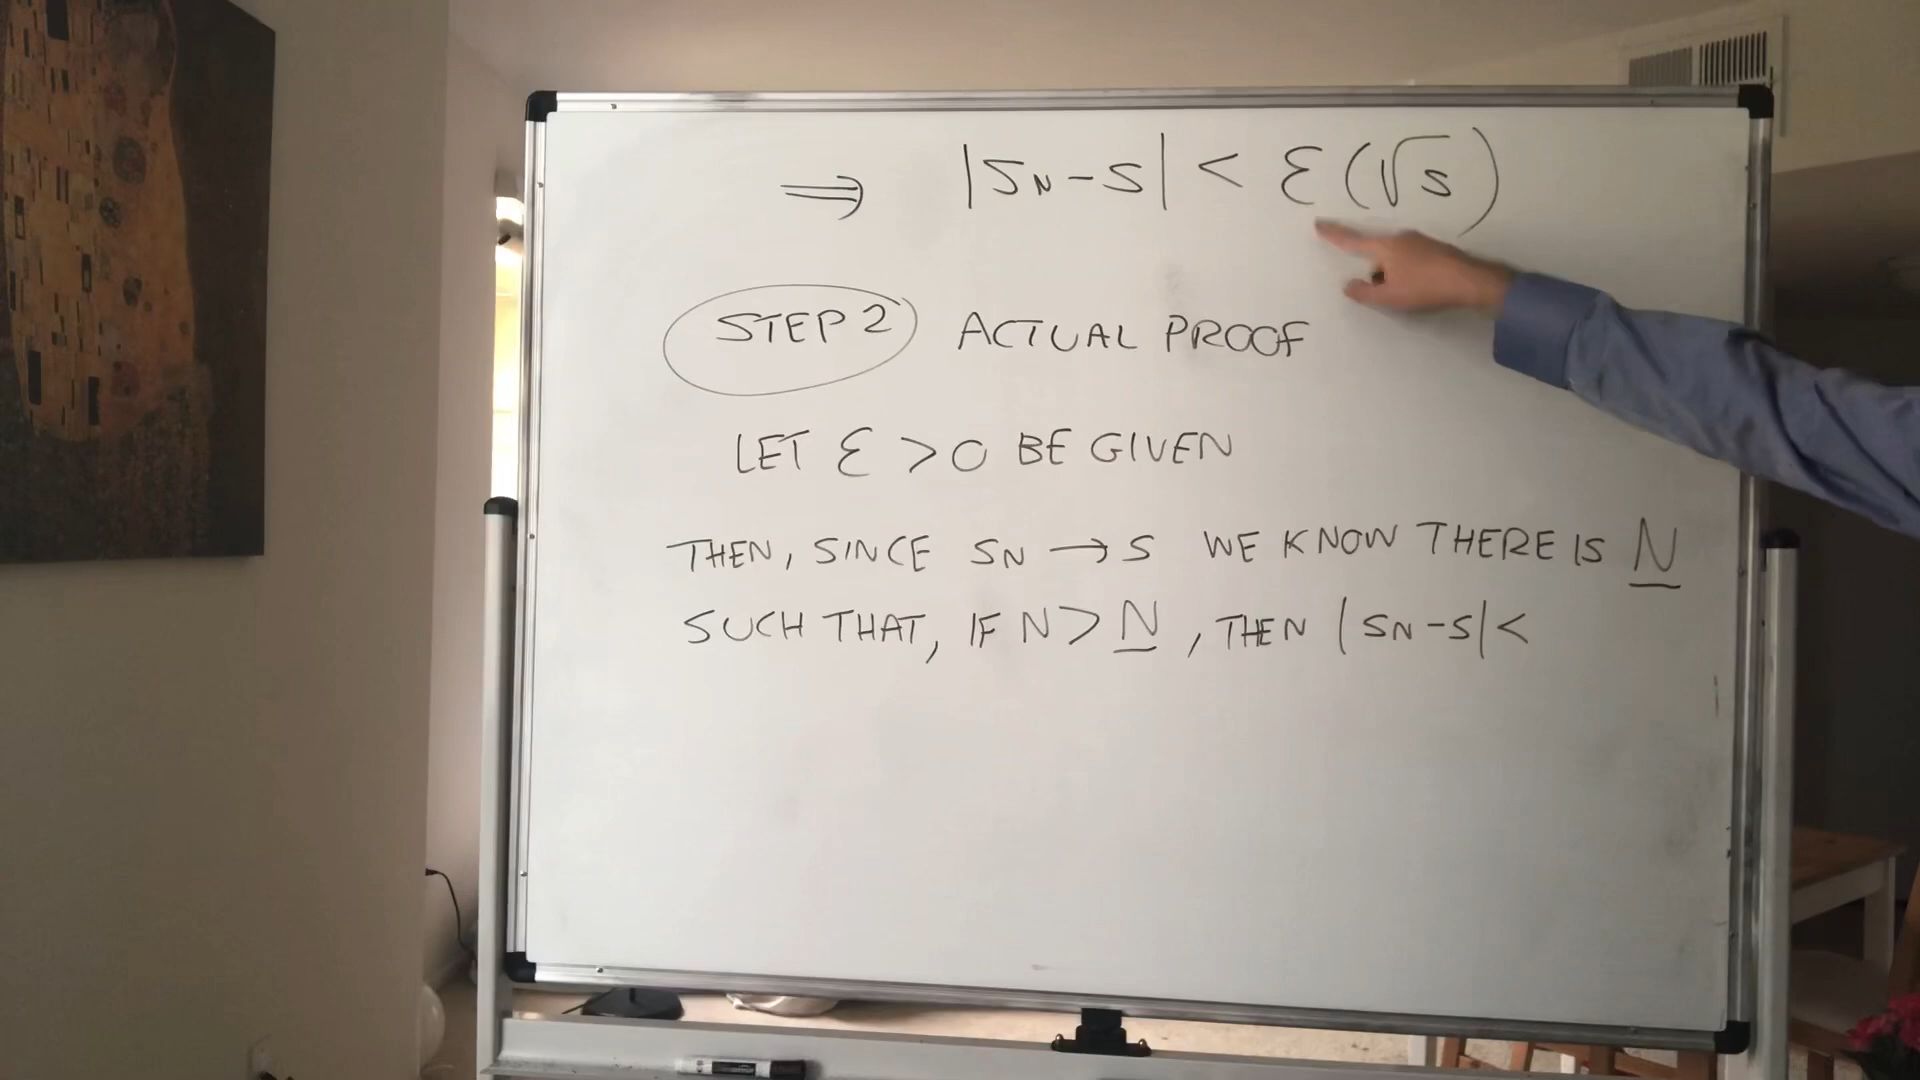 ⟹ |SN - S| < ε(√S)
STEP 2 ACTUAL PROOF
LET ε > 0 BE GIVEN
THEN, SINCE SN → S WE KNOW THERE IS N
SUCH THAT, IF N > N, THEN |SN - S| <